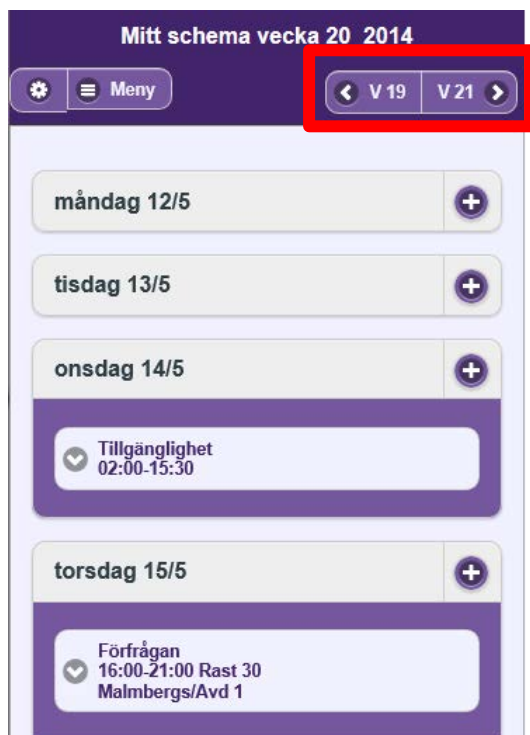 Mitt schema vecka 20 2014
Meny
V 19
V 21
måndag 12/5
tisdag 13/5
onsdag 14/5
Tillgänglighet
02:00-15:30
torsdag 15/5
Förfrågan
16:00-21:00 Rast 30
Malmbergs/Avd 1